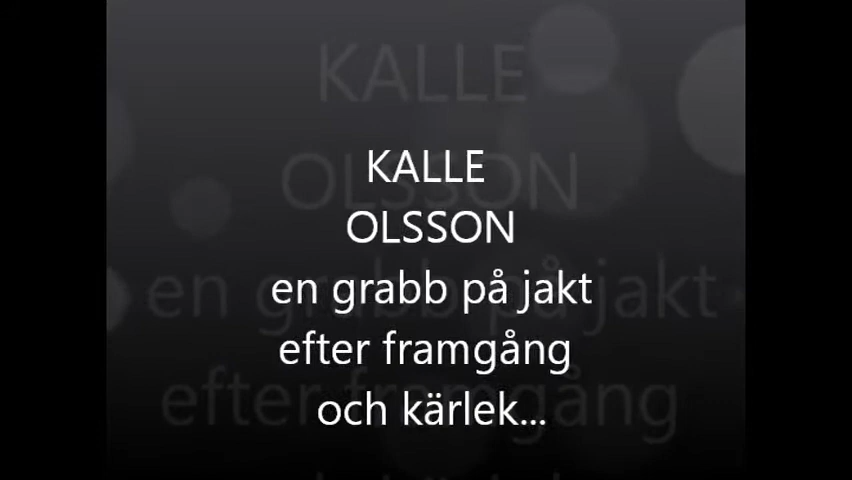 KALLE
OLSSON
en grabb på jakt
efter framgång
och kärlek...